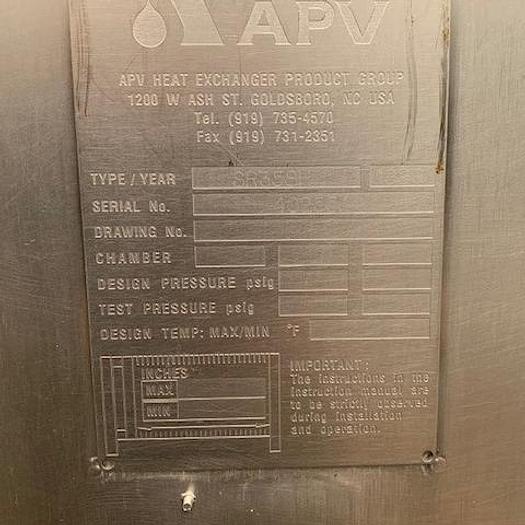 APV
APV HEAT EXCHANGER PRODUCT GROUP
1200 W ASH ST. GOLDSBORO, NC USA
Tel. (919) 735-4570
Fax (919) 731-2351
TYPE / YEAR
SERIAL No.
DRAWING No.
CHAMBER
DESIGN PRESSURE psig
TEST PRESSURE psig
DESIGN TEMP: MAX/MIN °F
INCHES
MAX
MIN
IMPORTANT:
The instructions in the
instruction manual are
to be strictly observed
during installation
and operation.